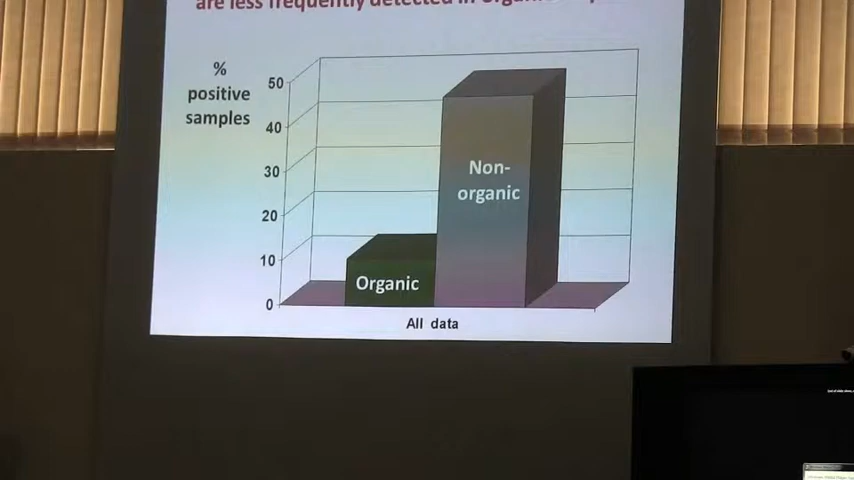 are less frequently detected in
%
positive
samples
50
40
30
20
10
0
Non-
organic
Organic
All data